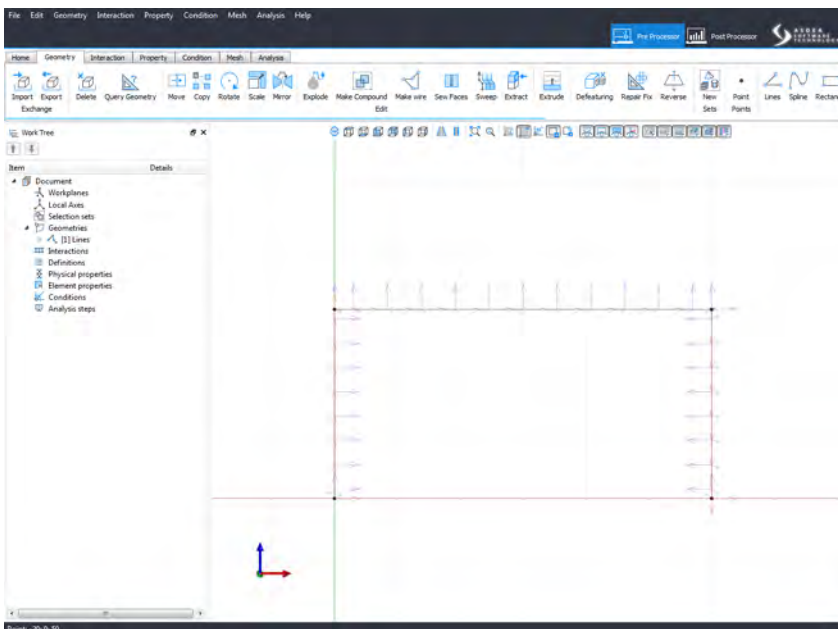 File Edit Geometry Interaction Property Condition Mesh Analysis Help
Pre Processor Post Processor
Home Geometry Interaction Property Condition Mesh Analysis
Import Export Delete Query Geometry Move Copy Rotate Scale Mirror Explode Make Compound Make wire Sew Faces Sweep Extract Extrude Defeaturing Repair Fix Reverse New Point Lines Spline Rectan
Exchange Edit Sets Points
Work Tree
Item Details
Document
Workplanes
Local Axes
Selection sets
Geometries
[1] Lines
Interactions
Definitions
Physical properties
Element properties
Conditions
Analysis steps